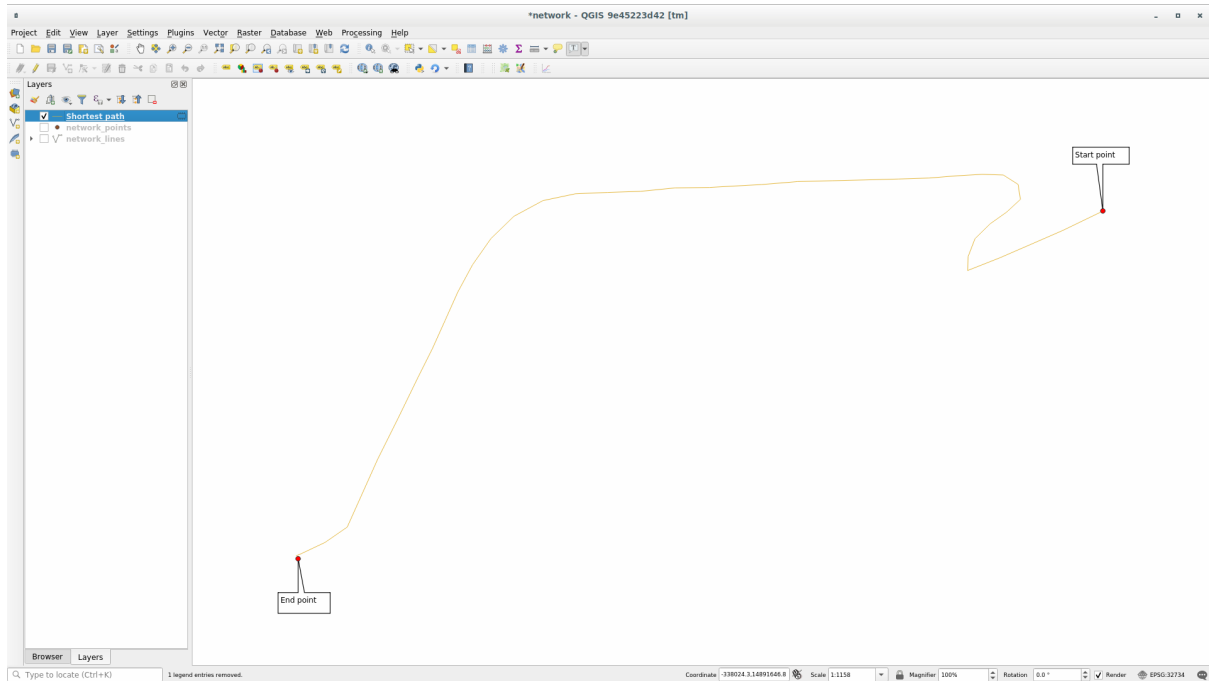 *network - QGIS 9e45223d42 [tm]
Project Edit View Layer Settings Plugins Vector Raster Database Web Processing Help
Layers
Shortest path
network_points
network_lines
Start point
End point
Browser Layers
Type to locate (Ctrl+K) 1 legend entries removed. Coordinate -338024.3,14891646.8 Scale 1:1158 Magnifier 100% Rotation 0.0 ° Render EPSG:32734